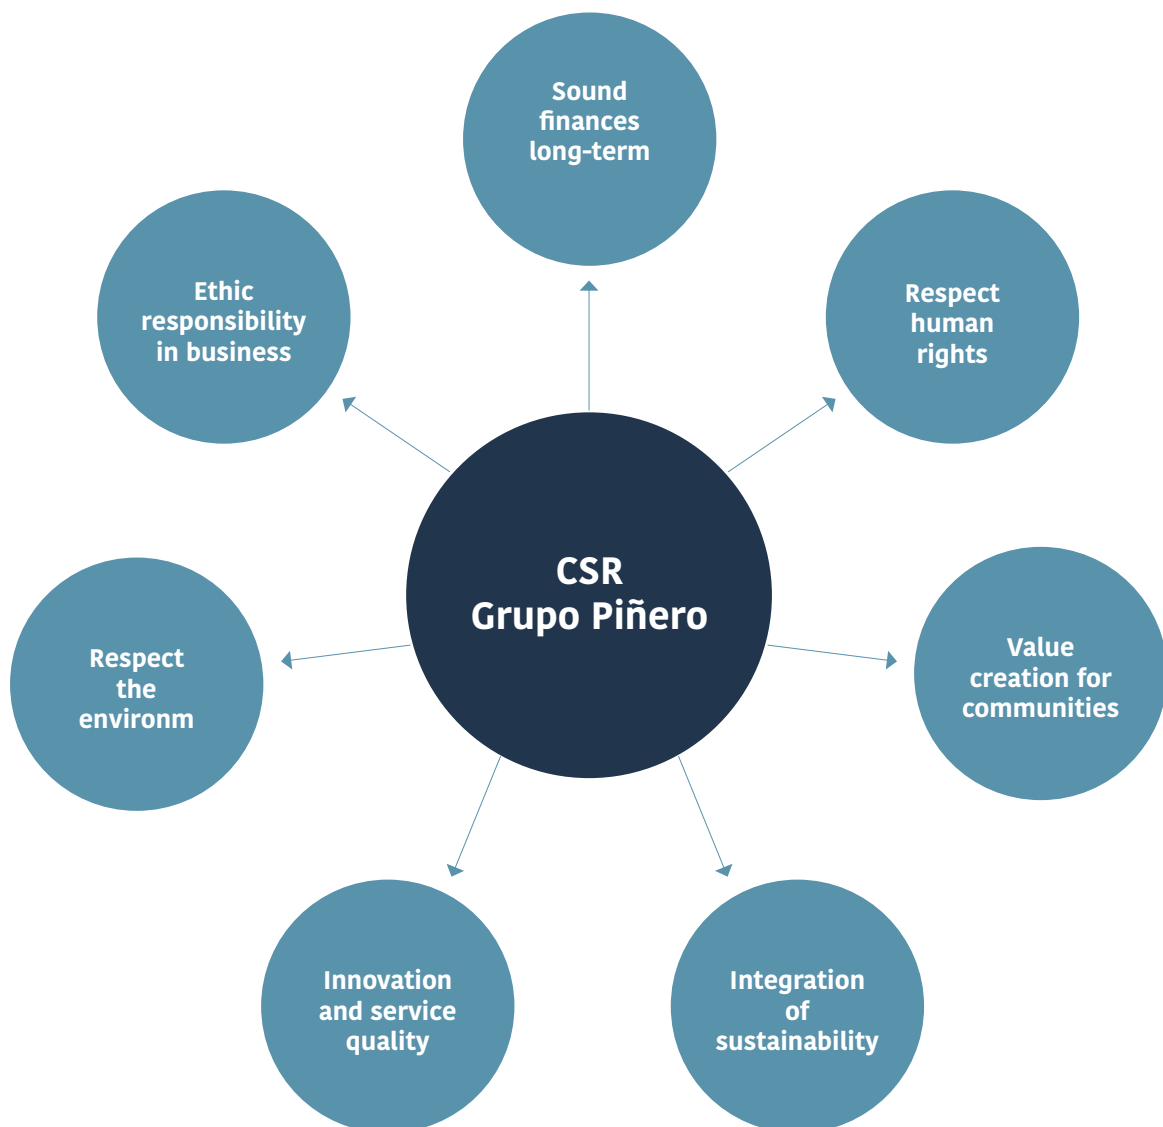 Sound
finances
long-term
Ethic
responsibility
in business
Respect
human
rights
CSR
Grupo Piñero
Respect
the
environm
Value
creation for
communities
Innovation
and service
quality
Integration
of
sustainability